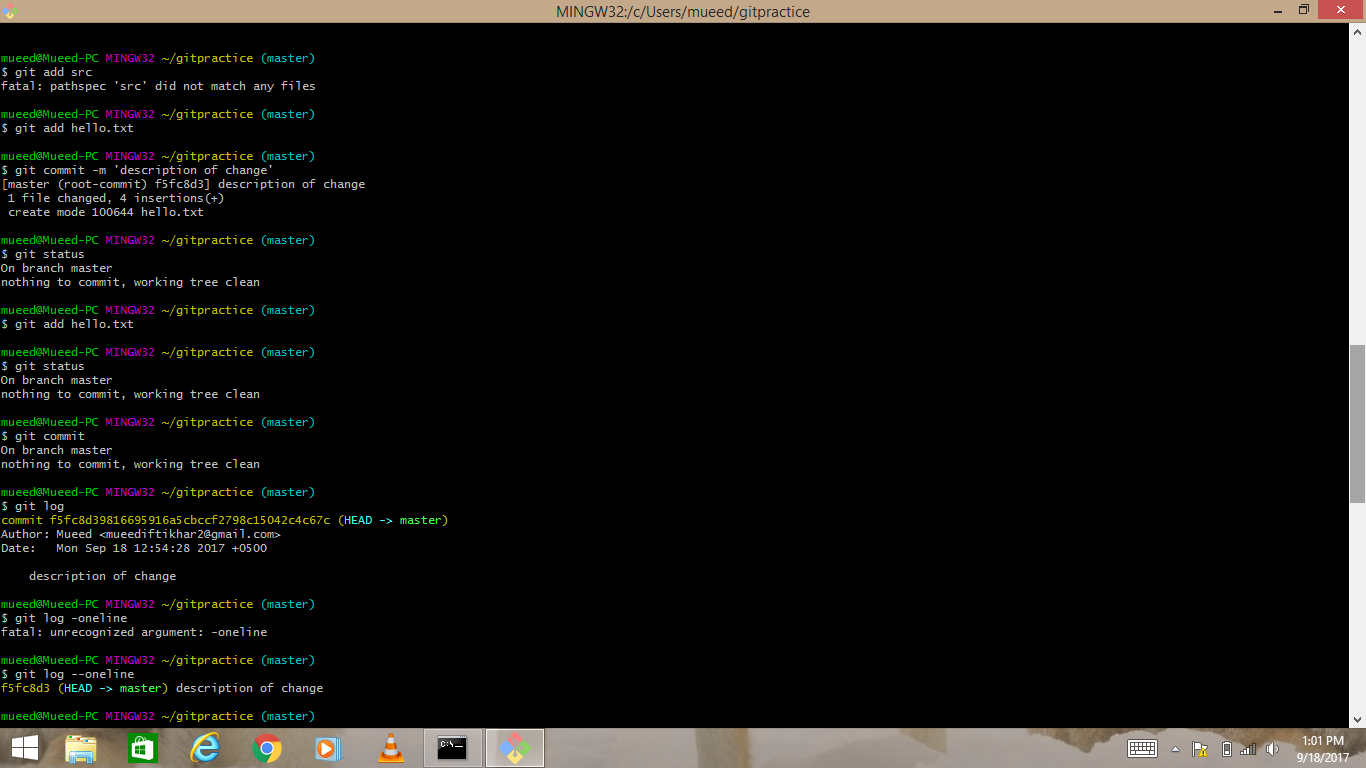 MINGW32:/c/Users/mueed/gitpractice
mueed@Mueed-PC MINGW32 ~/gitpractice (master)
$ git add src
fatal: pathspec 'src' did not match any files
mueed@Mueed-PC MINGW32 ~/gitpractice (master)
$ git add hello.txt
mueed@Mueed-PC MINGW32 ~/gitpractice (master)
$ git commit -m 'description of change'
[master (root-commit) f5fc8d3] description of change
 1 file changed, 4 insertions(+)
 create mode 100644 hello.txt
mueed@Mueed-PC MINGW32 ~/gitpractice (master)
$ git status
On branch master
nothing to commit, working tree clean
mueed@Mueed-PC MINGW32 ~/gitpractice (master)
$ git add hello.txt
mueed@Mueed-PC MINGW32 ~/gitpractice (master)
$ git status
On branch master
nothing to commit, working tree clean
mueed@Mueed-PC MINGW32 ~/gitpractice (master)
$ git commit
On branch master
nothing to commit, working tree clean
mueed@Mueed-PC MINGW32 ~/gitpractice (master)
$ git log
commit f5fc8d39816695916a5cbccf2798c15042c4c67c (HEAD -> master)
Author: Mueed <mueediftikhar2@gmail.com>
Date:   Mon Sep 18 12:54:28 2017 +0500
    description of change
mueed@Mueed-PC MINGW32 ~/gitpractice (master)
$ git log -oneline
fatal: unrecognized argument: -oneline
mueed@Mueed-PC MINGW32 ~/gitpractice (master)
$ git log --oneline
f5fc8d3 (HEAD -> master) description of change
mueed@Mueed-PC MINGW32 ~/gitpractice (master)
C:\
1:01 PM
9/18/2017